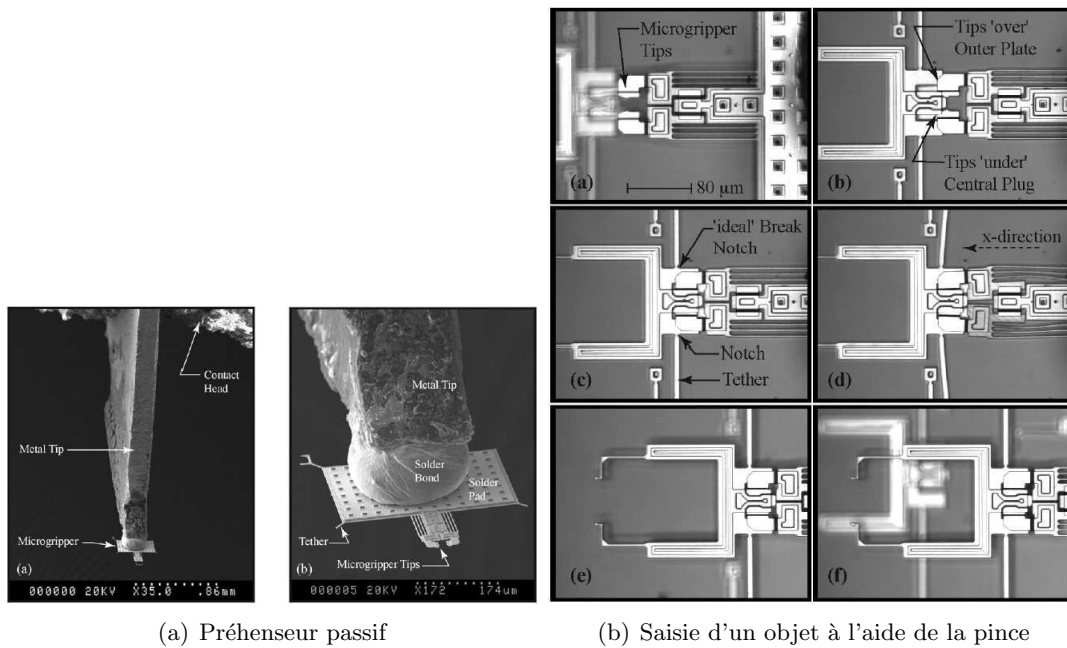 Contact
Head
Metal Tip
Microgripper
(a)
000000 20KV X35.0 .86mm
Metal Tip
Solder
Bond
Solder
Pad
Tether
Microgripper Tips
(b)
000005 20KV X172 174um
(a) Préhenseur passif
Microgripper
Tips
(a)
80 μm
Tips 'over'
Outer Plate
Tips 'under'
Central Plug
(b)
'ideal' Break
Notch
Notch
Tether
(c)
x-direction
(d)
(e)
(f)
(b) Saisie d'un objet à l'aide de la pince